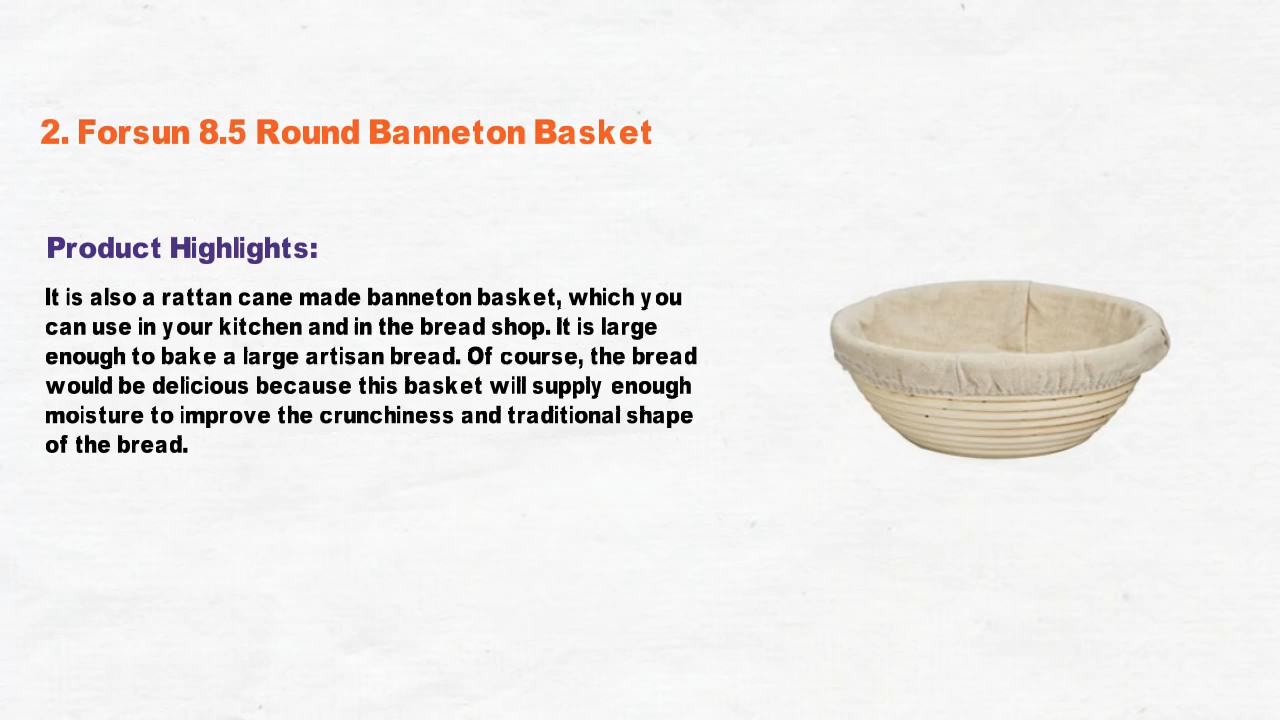 2. Forsun 8.5 Round Banneton Basket
Product Highlights:
It is also a rattan cane made banneton basket, which you
can use in your kitchen and in the bread shop. It is large
enough to bake a large artisan bread. Of course, the bread
would be delicious because this basket will supply enough
moisture to improve the crunchiness and traditional shape
of the bread.